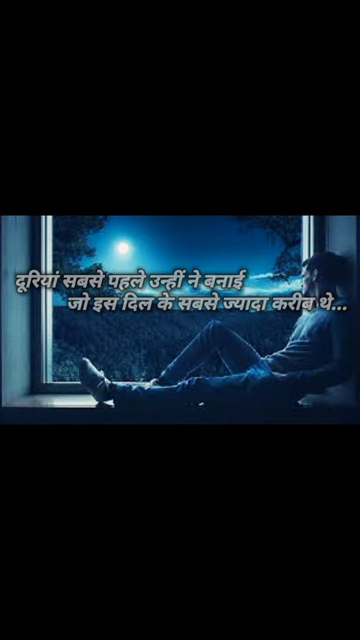 दूरियां सबसे पहले उन्हीं ने बनाई
जो इस दिल के सबसे ज्यादा करीब थे...